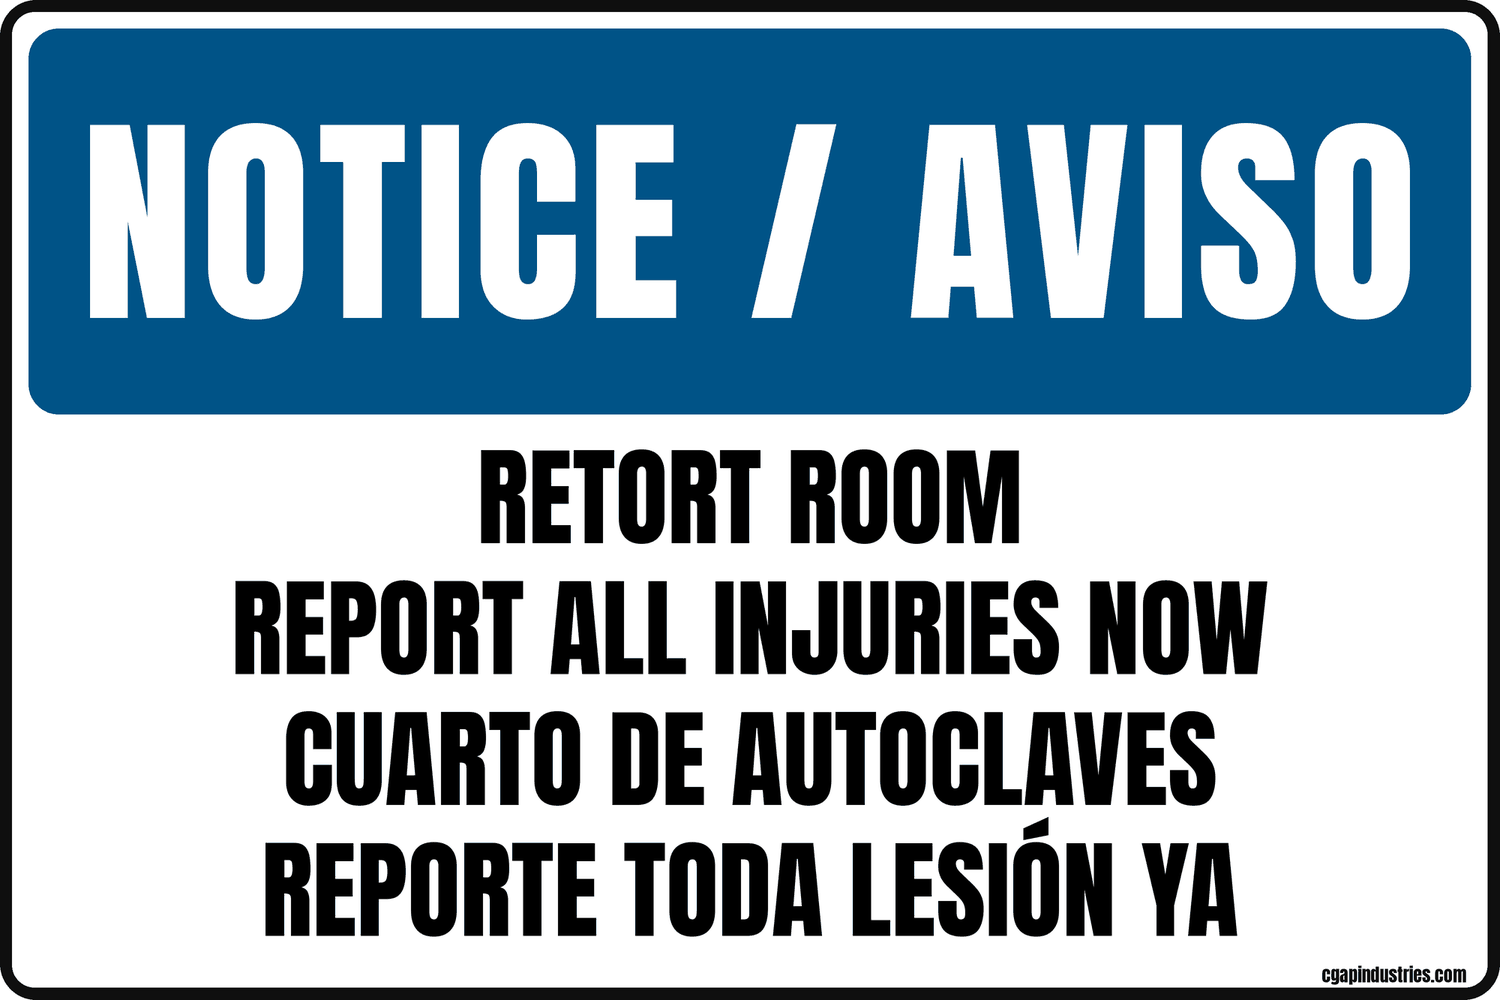 NOTICE / AVISO
RETORT ROOM
REPORT ALL INJURIES NOW
CUARTO DE AUTOCLAVES
REPORTE TODA LESIÓN YA
cgapindustries.com